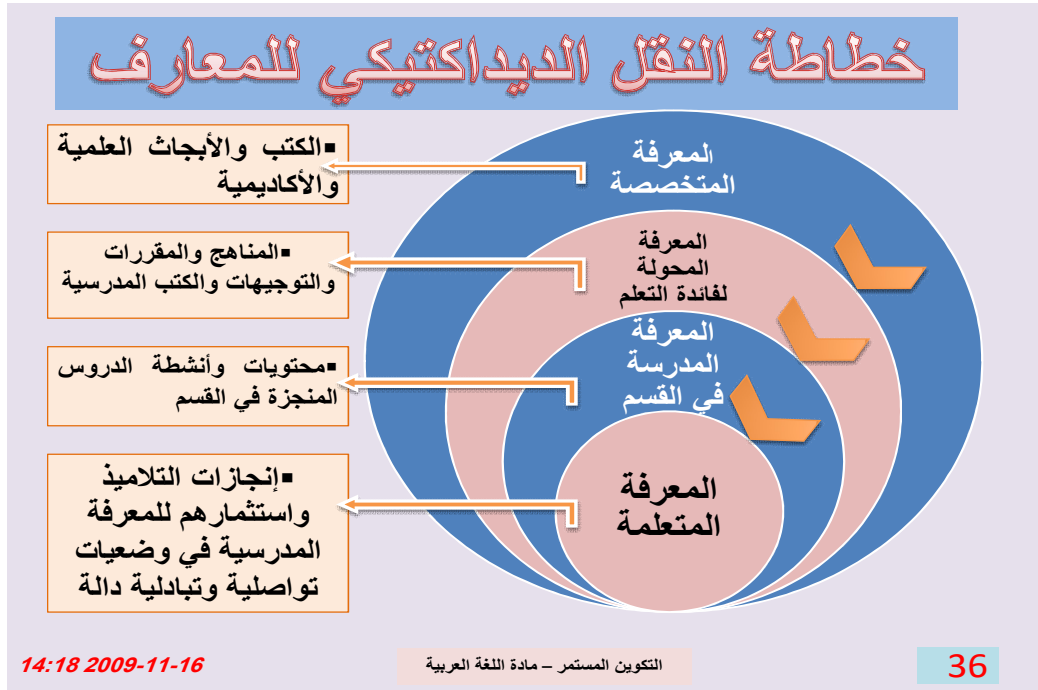 خطاطة النقل الديداكتيكي للمعارف
المعرفة
المتخصصة
▪الكتب والأبجاث العلمية
والأكاديمية
المعرفة
المحولة
لفائدة التعلم
▪المناهج والمقررات
والتوجيهات والكتب المدرسية
المعرفة
المدرسة
في القسم
▪محتويات وأنشطة الدروس
المنجزة في القسم
المعرفة
المتعلمة
▪إنجازات التلاميذ
واستثمارهم للمعرفة
المدرسية في وضعيات
تواصلية وتبادلية دالة
36
التكوين المستمر – مادة اللغة العربية
14:18 2009-11-16